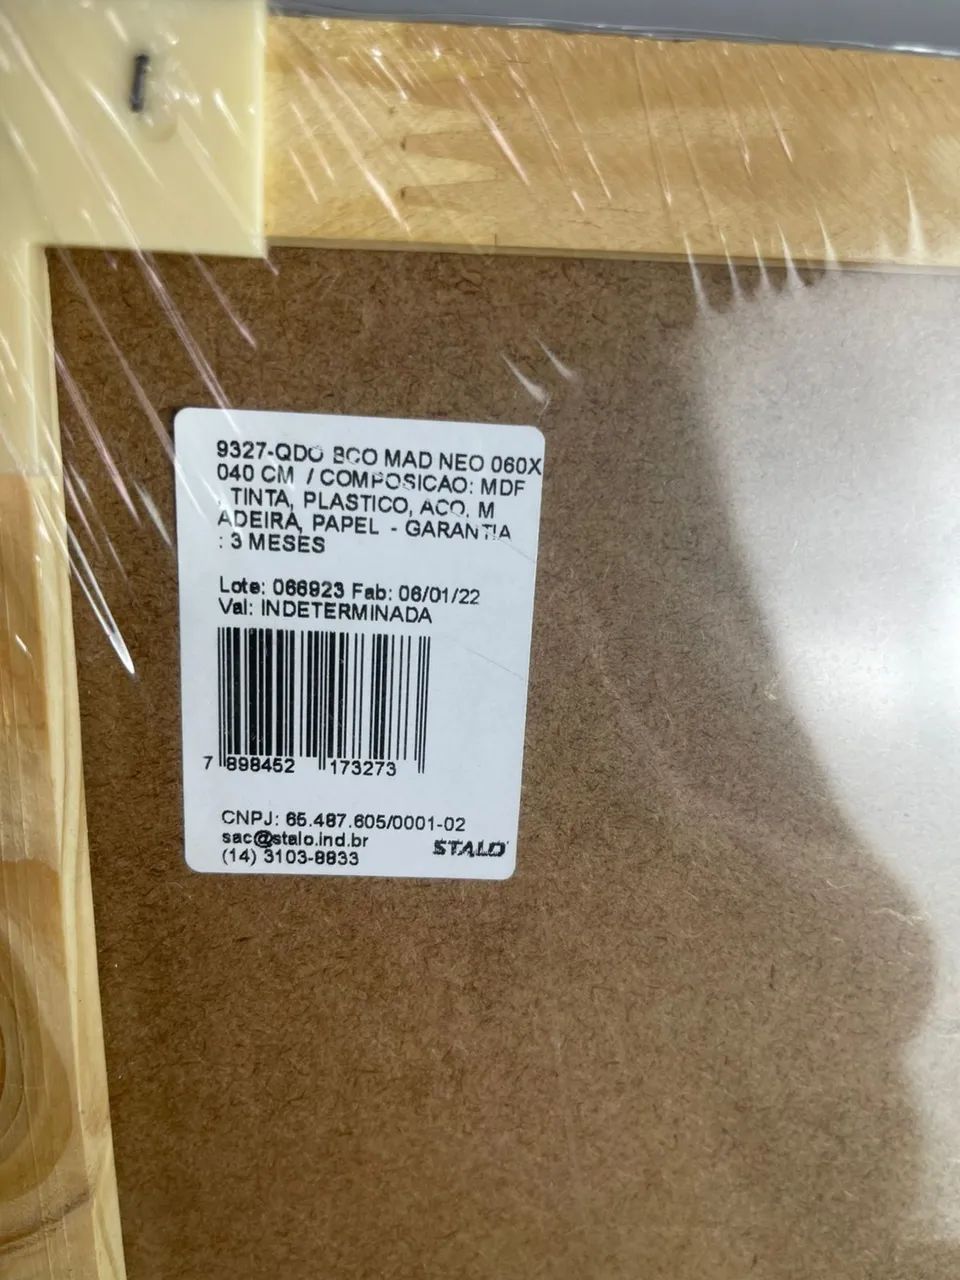 9327-QDO BCO MAD NEO 060X
040 CM / COMPOSICAO: MDF
, TINTA, PLASTICO, ACO, M
ADEIRA, PAPEL - GARANTIA
: 3 MESES
Lote: 066923 Fab: 06/01/22
Val: INDETERMINADA
7 898452 173273
CNPJ: 65.487.605/0001-02
sac@stalo.ind.br
(14) 3103-8833
STALO